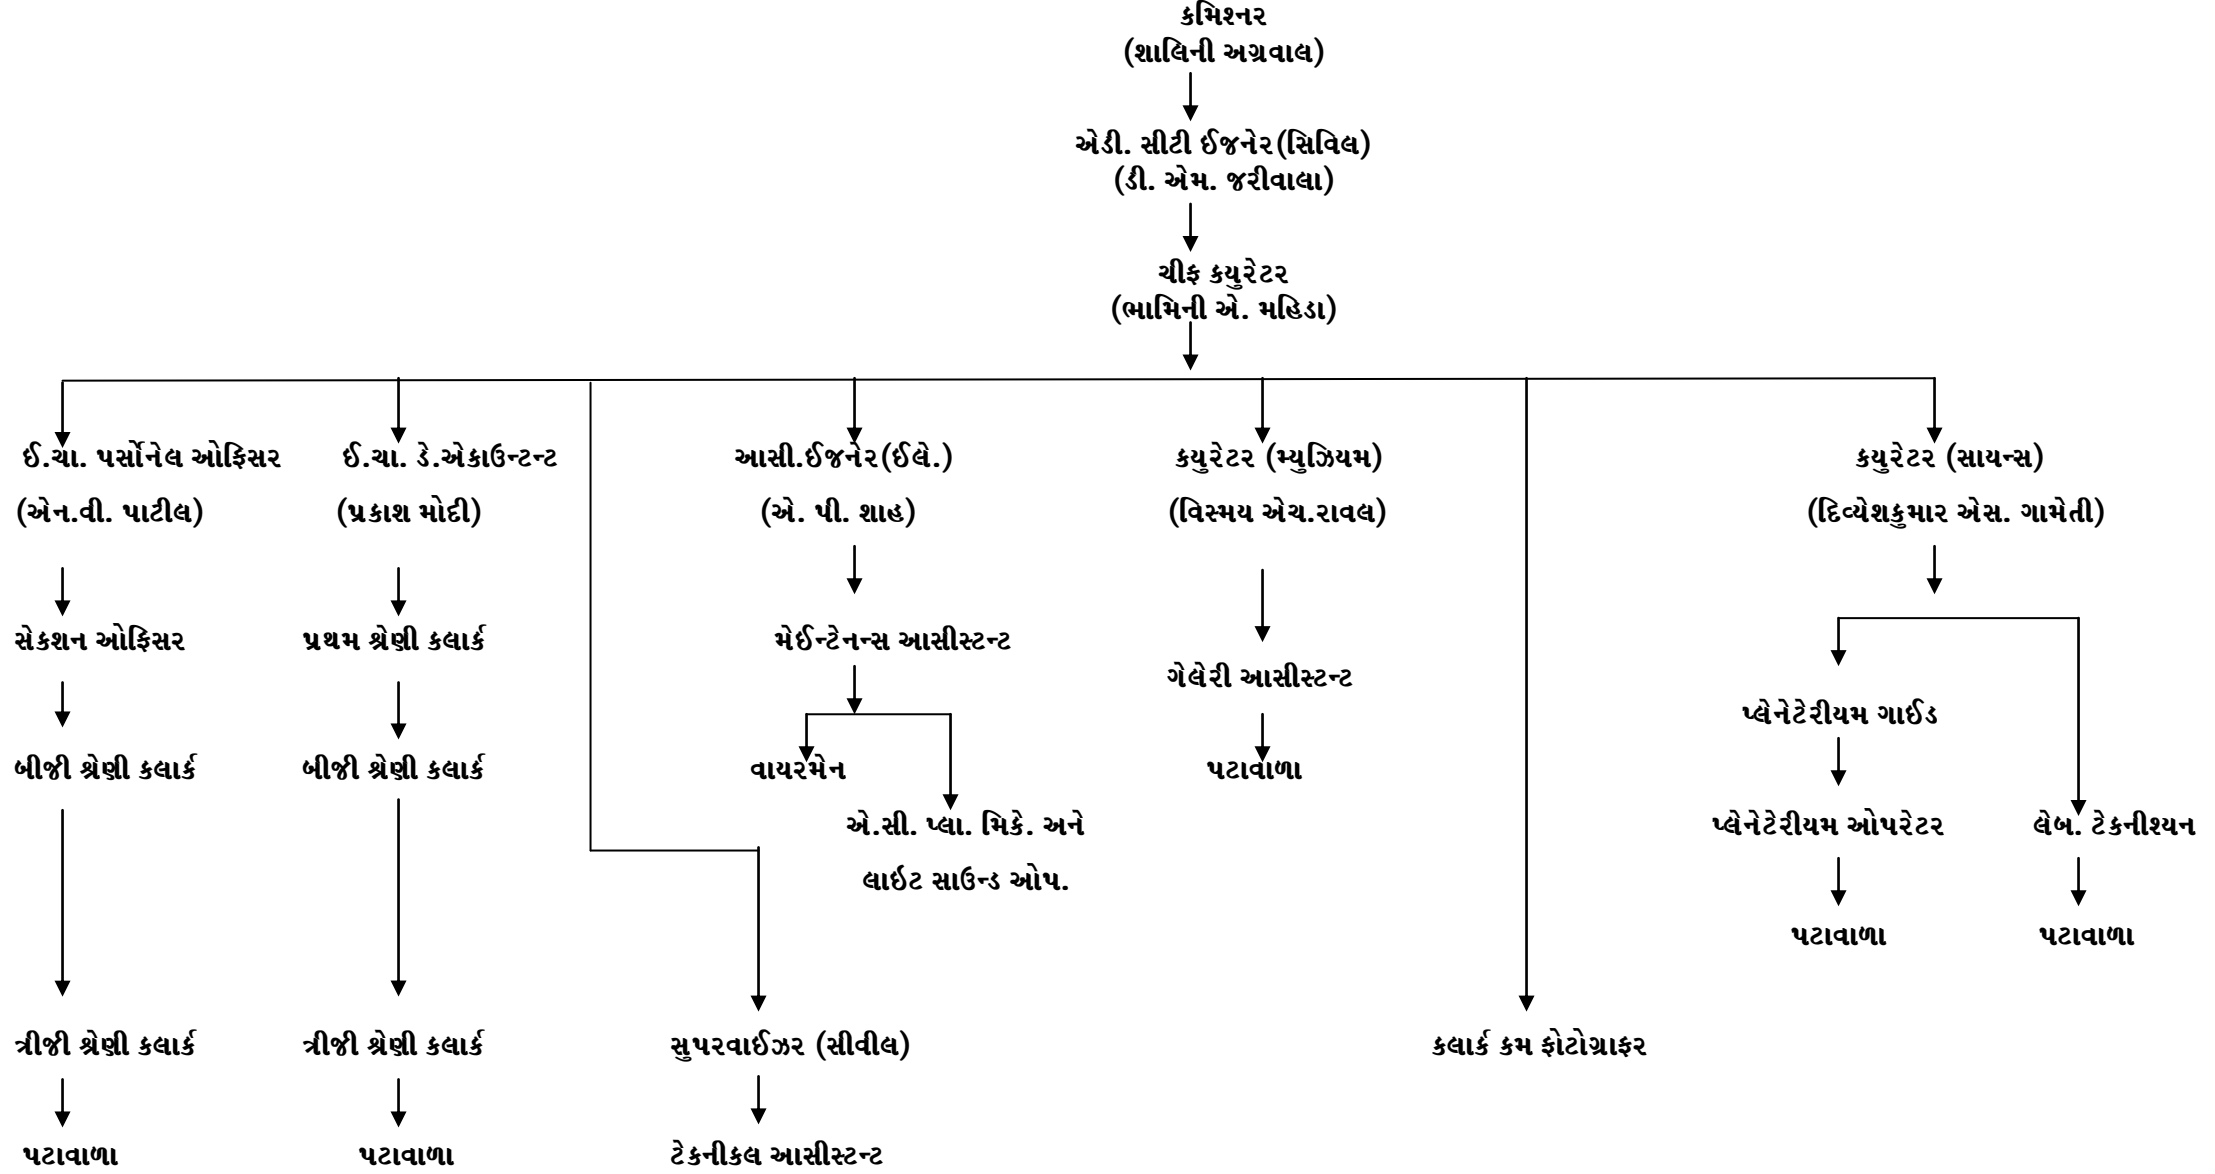 કમિશ્નર
(શાલિની અગ્રવાલ)
એડી. સીટી ઈજનેર(સિવિલ)
(ડી. એમ. જરીવાલા)
ચીફ કયુરેટર
(ભામિની એ. મહિડા)
ઈ.ચા. પર્સોનેલ ઓફિસર
ઈ.ચા. ડે.એકાઉન્ટન્ટ
આસી.ઈજનેર(ઈલે.)
કયુરેટર (મ્યુઝિયમ)
કયુરેટર (સાયન્સ)
(એન.વી. પાટીલ)
(પ્રકાશ મોદી)
(એ. પી. શાહ)
(વિસ્મય એચ.રાવલ)
(દિવ્યેશકુમાર એસ. ગામેતી)
સેકશન ઓફિસર
પ્રથમ શ્રેણી કલાર્ક
મેઈન્ટેનન્સ આસીસ્ટન્ટ
ગેલેરી આસીસ્ટન્ટ
પ્લેનેટેરીયમ ગાઈડ
બીજી શ્રેણી કલાર્ક
બીજી શ્રેણી કલાર્ક
વાયરમેન
પટાવાળા
એ.સી. પ્લા. મિકે. અને
લાઇટ સાઉન્ડ ઓપ.
પ્લેનેટેરીયમ ઓપરેટર
લેબ. ટેકનીશ્યન
પટાવાળા
પટાવાળા
ત્રીજી શ્રેણી કલાર્ક
ત્રીજી શ્રેણી કલાર્ક
સુપરવાઈઝર (સીવીલ)
કલાર્ક કમ ફોટોગ્રાફર
પટાવાળા
પટાવાળા
ટેકનીકલ આસીસ્ટન્ટ